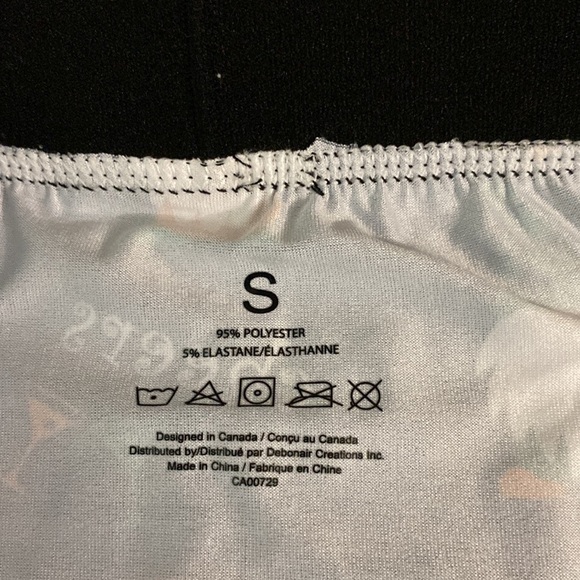 S
95% POLYESTER
5% ELASTANE/ÉLASTHANNE
Designed in Canada / Conçu au Canada
Distributed by/Distribué par Debonair Creations Inc.
Made in China / Fabrique en Chine
CA00729